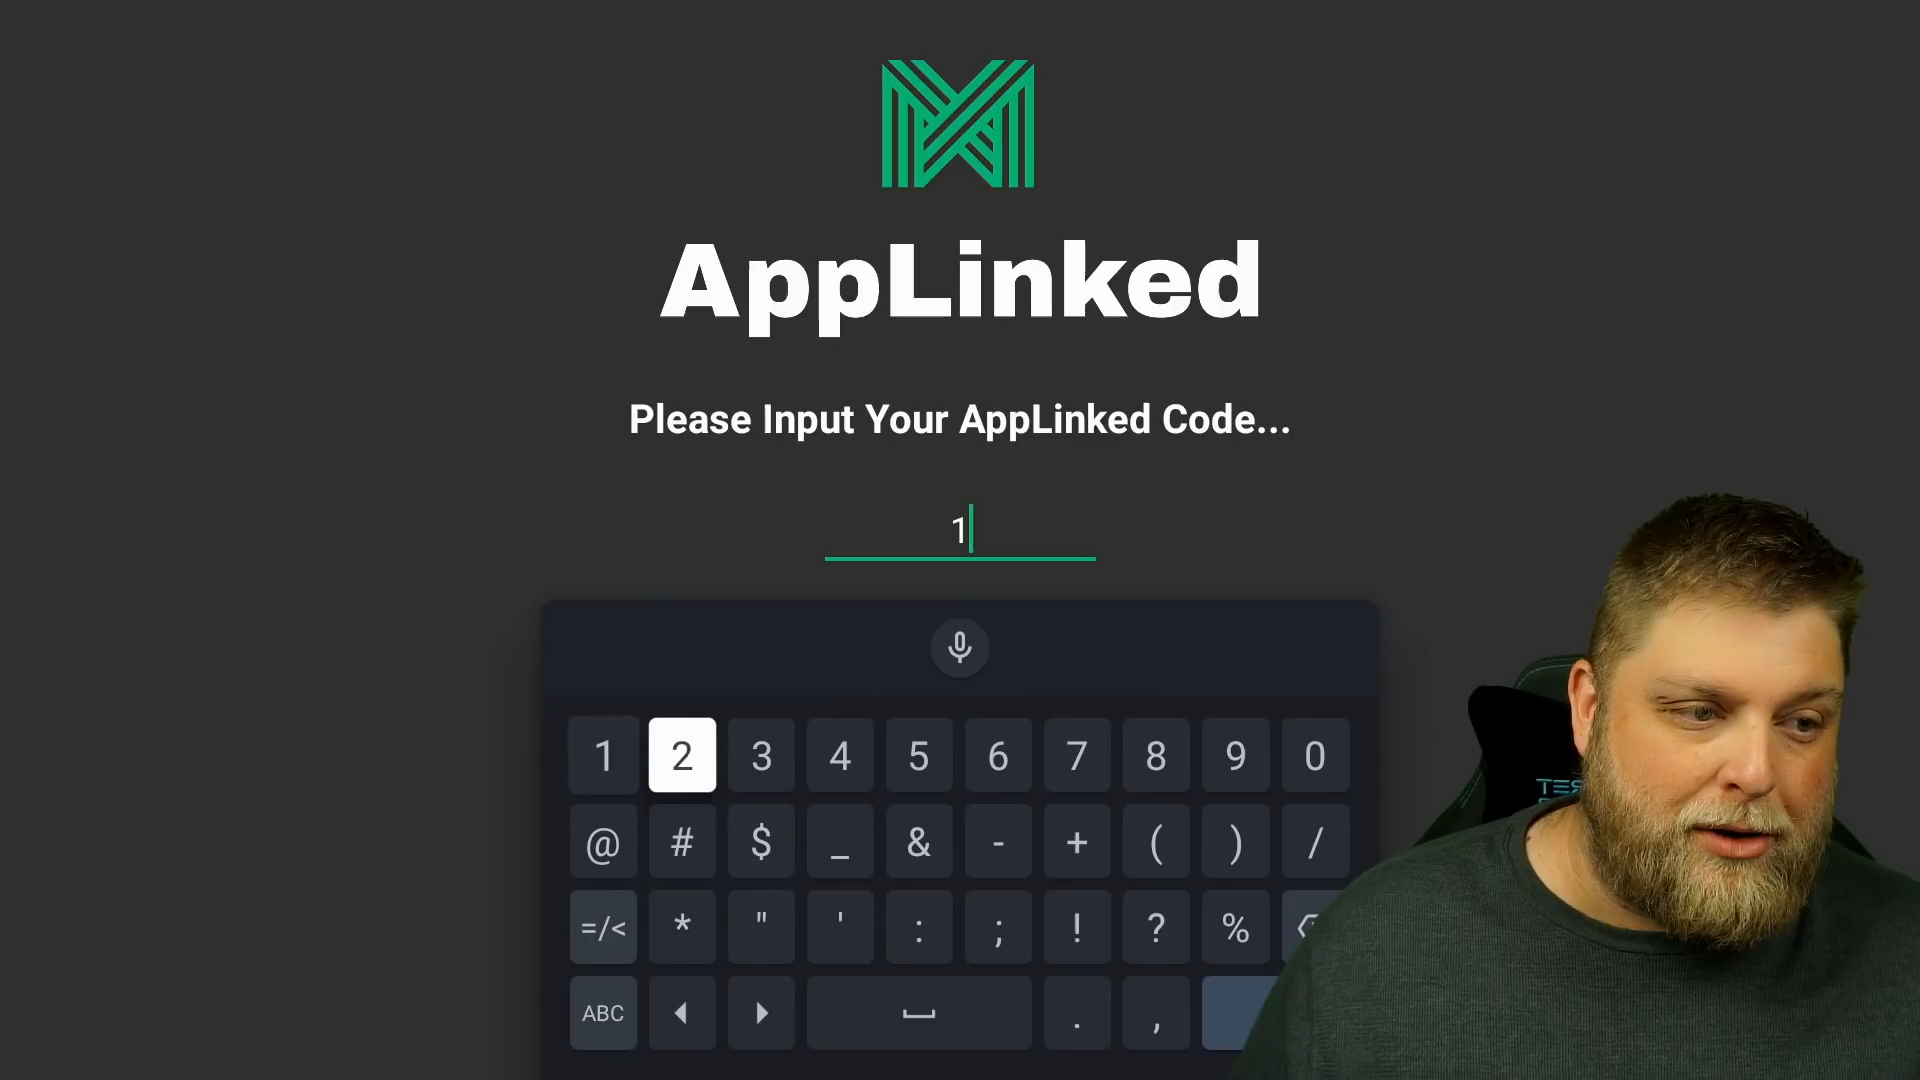 AppLinked
Please Input Your AppLinked Code...
1
1 2 3 4 5 6 7 8 9 0
@ # $ _ & - + ( ) /
=/< * " ' : ; ! ? %
ABC . ,